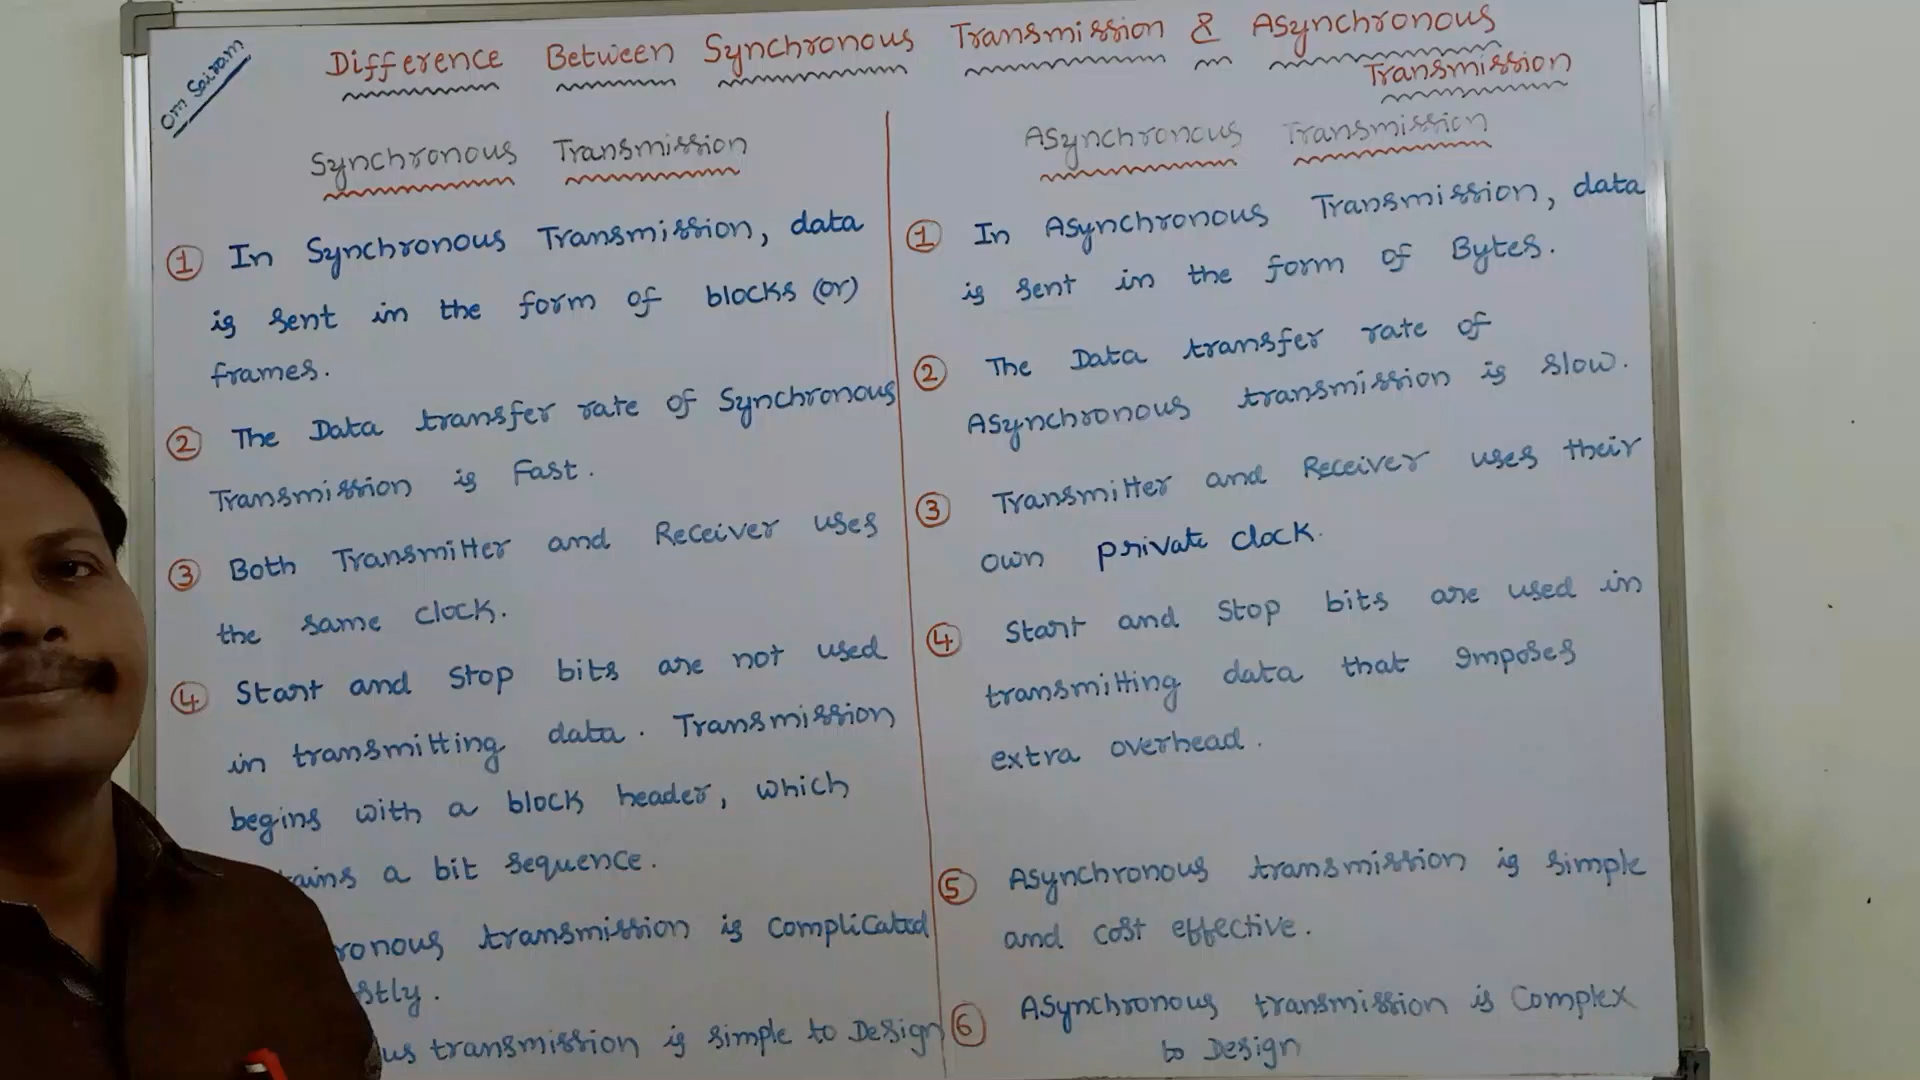 Om Sairam
Difference Between Synchronous Transmission & Asynchronous
Transmission
Synchronous Transmission
① In Synchronous Transmission, data
is sent in the form of blocks (or)
frames.
② The Data transfer rate of Synchronous
Transmission is Fast.
③ Both Transmitter and Receiver uses
the same clock.
④ Start and Stop bits are not used
in transmitting data. Transmission
begins with a block header, which
a bit sequence.
transmission is Complicated
transmission is simple to Design
Asynchronous Transmission
① In Asynchronous Transmission, data
is sent in the form of Bytes.
② The Data transfer rate of
Asynchronous transmission is slow.
③ Transmitter and Receiver uses their
own private clock.
④ Start and Stop bits are used in
transmitting data that Imposes
extra overhead.
⑤ Asynchronous transmission is simple
and cost effective.
⑥ Asynchronous transmission is Complex
to Design